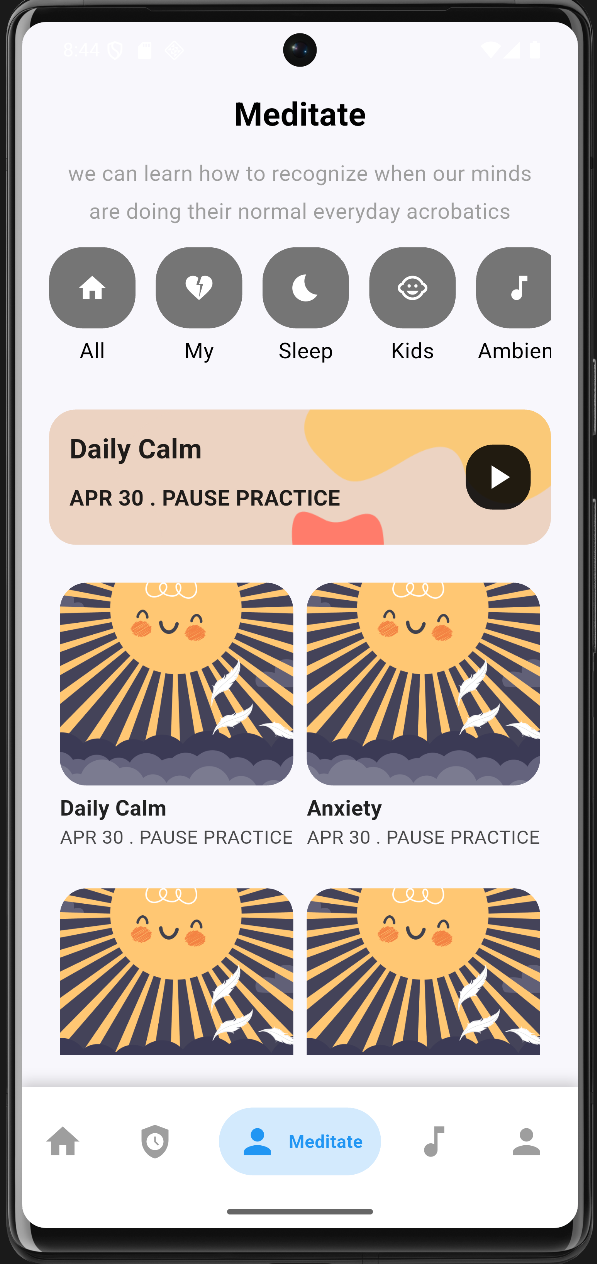 8:44
Meditate
we can learn how to recognize when our minds
are doing their normal everyday acrobatics
All My Sleep Kids Ambien
Daily Calm
APR 30 . PAUSE PRACTICE
Daily Calm Anxiety
APR 30 . PAUSE PRACTICE APR 30 . PAUSE PRACTICE
Meditate